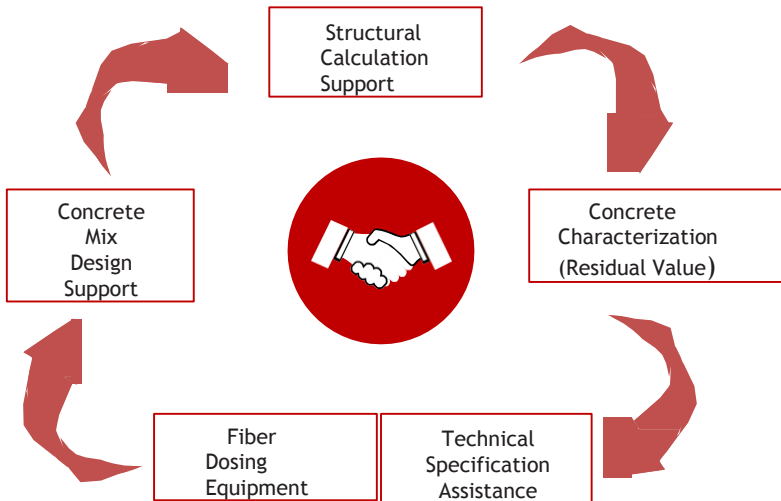 Structural
Calculation
Support
Concrete
Characterization
(Residual Value)
Technical
Specification
Assistance
Fiber
Dosing
Equipment
Concrete
Mix
Design
Support